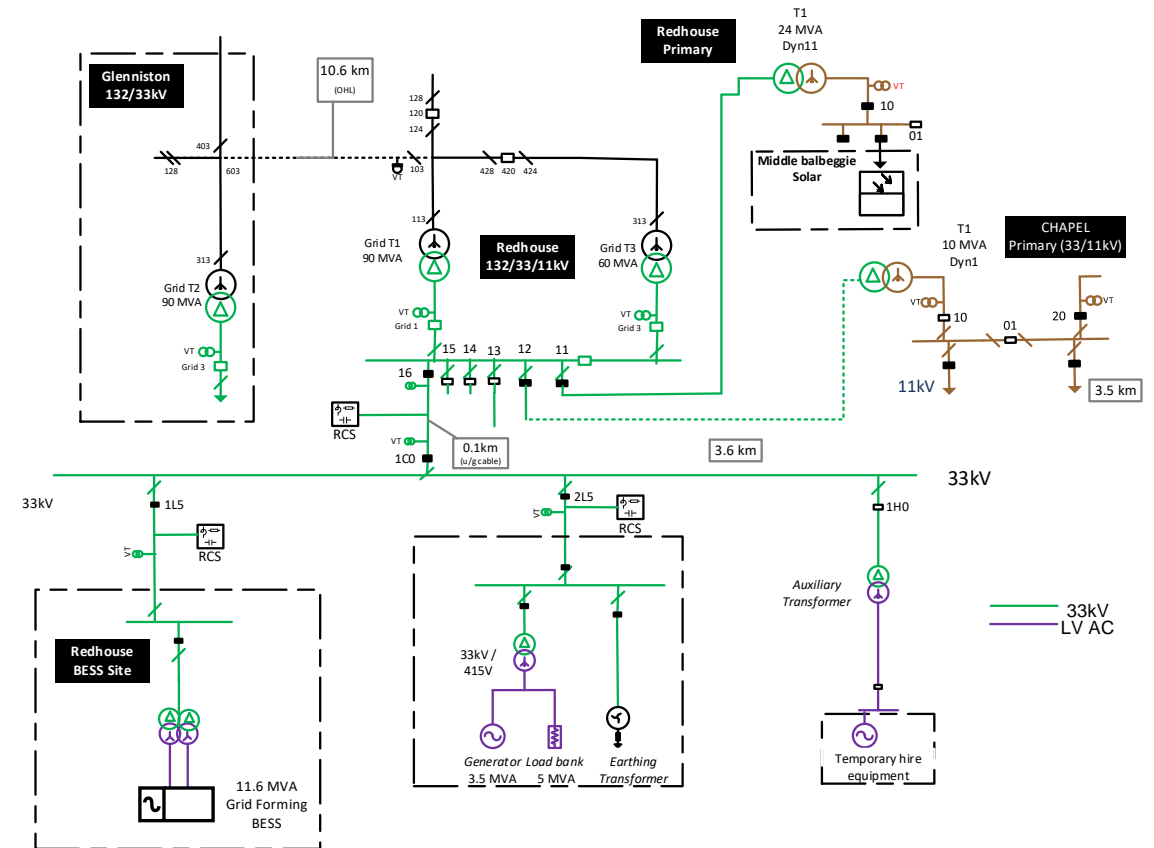 Glenniston
132/33kV
403
128
603
313
Grid T2
90 MVA
VT
Grid 3
10.6 km
(OHL)
128
120
124
VT
103
428
420
424
113
Grid T1
90 MVA
Redhouse
132/33/11kV
313
Grid T3
60 MVA
VT
Grid 1
VT
Grid 3
Redhouse
Primary
T1
24 MVA
Dyn11
VT
10
01
Middle balbeggie
Solar
T1
10 MVA
Dyn1
CHAPEL
Primary (33/11kV)
VT
10
01
20
VT
11kV
3.5 km
16
15
14
13
12
11
RCS
VT
1C0
0.1km
(u/g cable)
3.6 km
33kV
33kV
1L5
VT
RCS
2L5
VT
RCS
1H0
Redhouse
BESS Site
11.6 MVA
Grid Forming
BESS
33kV /
415V
Generator
3.5 MVA
Load bank
5 MVA
Earthing
Transformer
Auxiliary
Transformer
Temporary hire
equipment
33kV
LV AC